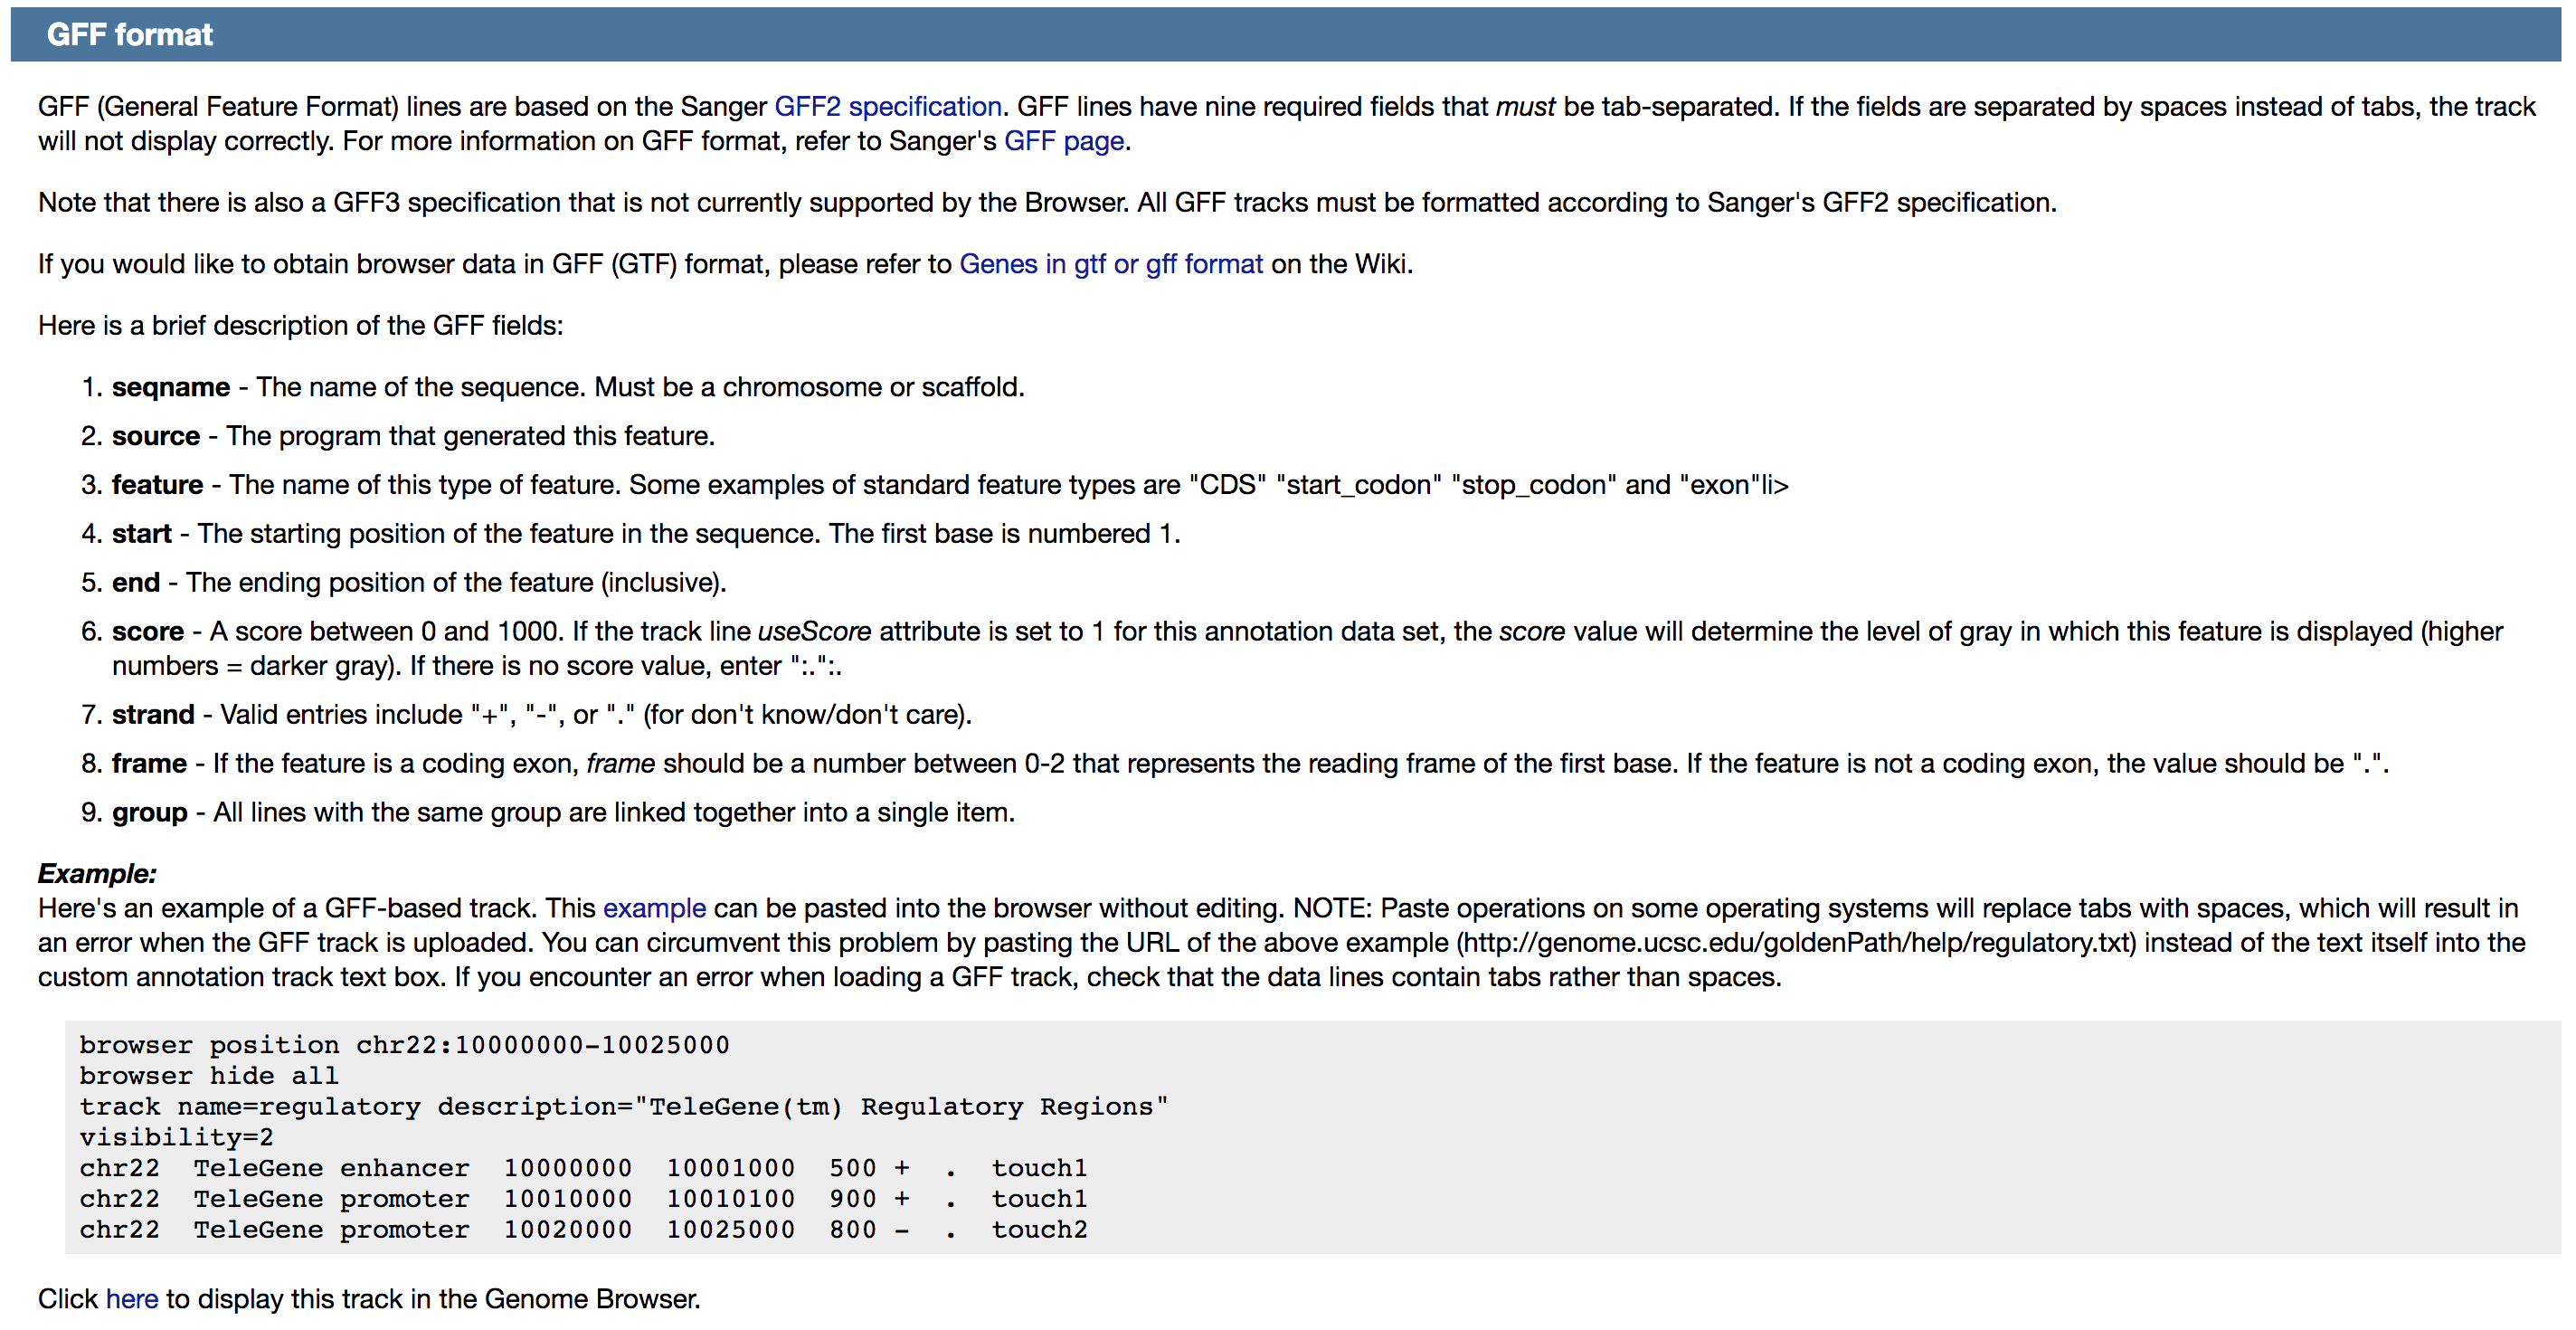 GFF format
GFF (General Feature Format) lines are based on the Sanger GFF2 specification. GFF lines have nine required fields that must be tab-separated. If the fields are separated by spaces instead of tabs, the track
will not display correctly. For more information on GFF format, refer to Sanger's GFF page.
Note that there is also a GFF3 specification that is not currently supported by the Browser. All GFF tracks must be formatted according to Sanger's GFF2 specification.
If you would like to obtain browser data in GFF (GTF) format, please refer to Genes in gtf or gff format on the Wiki.
Here is a brief description of the GFF fields:
1. seqname - The name of the sequence. Must be a chromosome or scaffold.
2. source - The program that generated this feature.
3. feature - The name of this type of feature. Some examples of standard feature types are "CDS" "start_codon" "stop_codon" and "exon"li>
4. start - The starting position of the feature in the sequence. The first base is numbered 1.
5. end - The ending position of the feature (inclusive).
6. score - A score between 0 and 1000. If the track line useScore attribute is set to 1 for this annotation data set, the score value will determine the level of gray in which this feature is displayed (higher
numbers = darker gray). If there is no score value, enter ":.":.
7. strand - Valid entries include "+", "-", or "." (for don't know/don't care).
8. frame - If the feature is a coding exon, frame should be a number between 0-2 that represents the reading frame of the first base. If the feature is not a coding exon, the value should be ".".
9. group - All lines with the same group are linked together into a single item.
Example:
Here's an example of a GFF-based track. This example can be pasted into the browser without editing. NOTE: Paste operations on some operating systems will replace tabs with spaces, which will result in
an error when the GFF track is uploaded. You can circumvent this problem by pasting the URL of the above example (http://genome.ucsc.edu/goldenPath/help/regulatory.txt) instead of the text itself into the
custom annotation track text box. If you encounter an error when loading a GFF track, check that the data lines contain tabs rather than spaces.
browser position chr22:10000000-10025000
browser hide all
track name=regulatory description="TeleGene(tm) Regulatory Regions"
visibility=2
chr22  TeleGene enhancer  10000000  10001000  500 +  .  touch1
chr22  TeleGene promoter  10010000  10010100  900 +  .  touch1
chr22  TeleGene promoter  10020000  10025000  800 -  .  touch2
Click here to display this track in the Genome Browser.